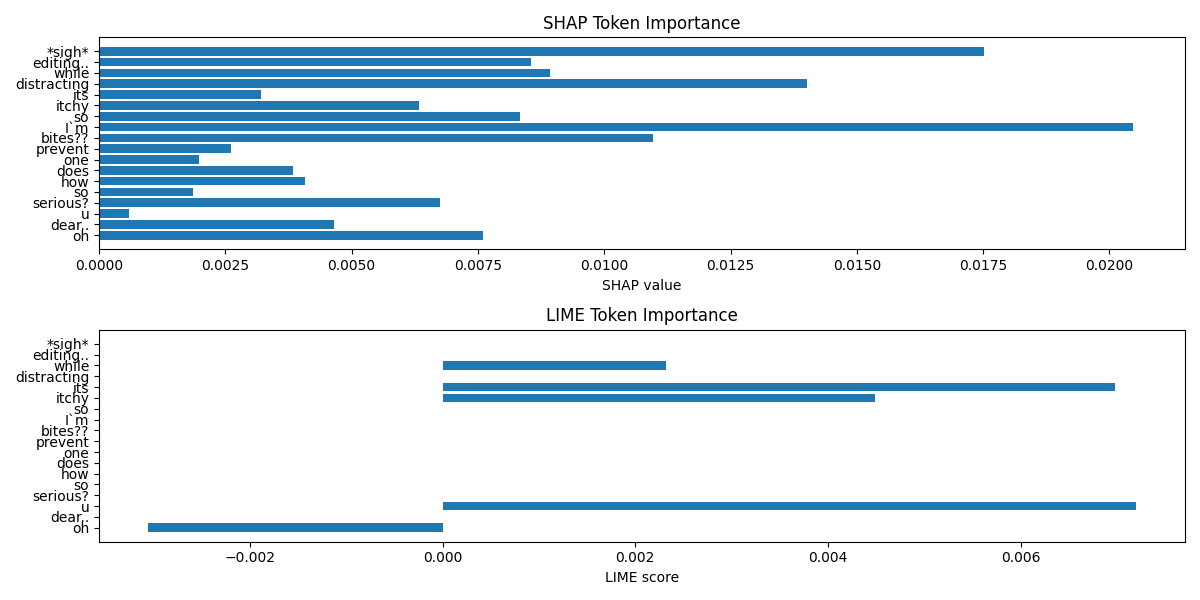 SHAP Token Importance
*sigh*
editing..
while
distracting
its
itchy
so
I`m
bites??
prevent
one
does
how
so
serious?
u
dear..
oh
0.0000 0.0025 0.0050 0.0075 0.0100 0.0125 0.0150 0.0175 0.0200
SHAP value
LIME Token Importance
*sigh*
editing..
while
distracting
its
itchy
so
I`m
bites??
prevent
one
does
how
so
serious?
u
dear..
oh
−0.002 0.000 0.002 0.004 0.006
LIME score